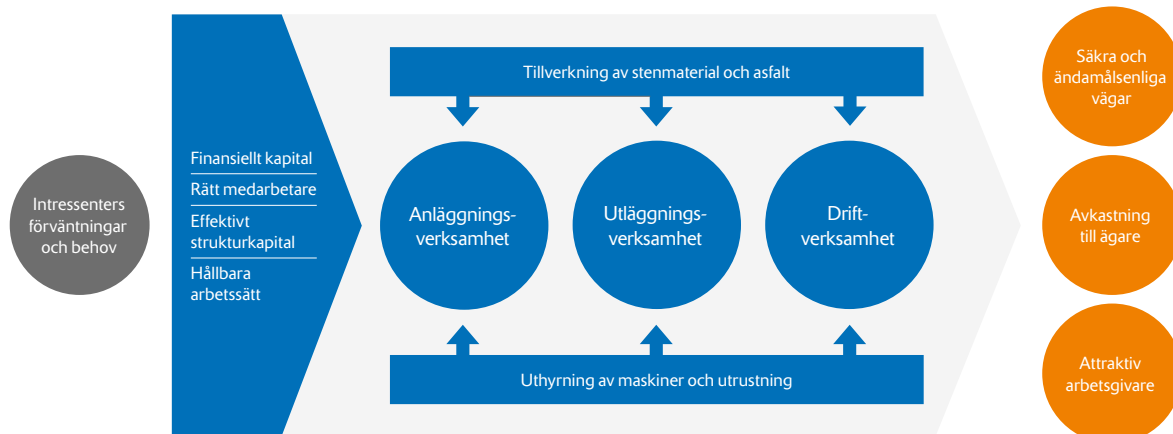 Intressenters
förväntningar
och behov
Finansiellt kapital
Rätt medarbetare
Effektivt
strukturkapital
Hållbara
arbetssätt
Tillverkning av stenmaterial och asfalt
Anläggnings-
verksamhet
Utläggnings-
verksamhet
Drift-
verksamhet
Uthyrning av maskiner och utrustning
Säkra och
ändamålsenliga
vägar
Avkastning
till ägare
Attraktiv
arbetsgivare